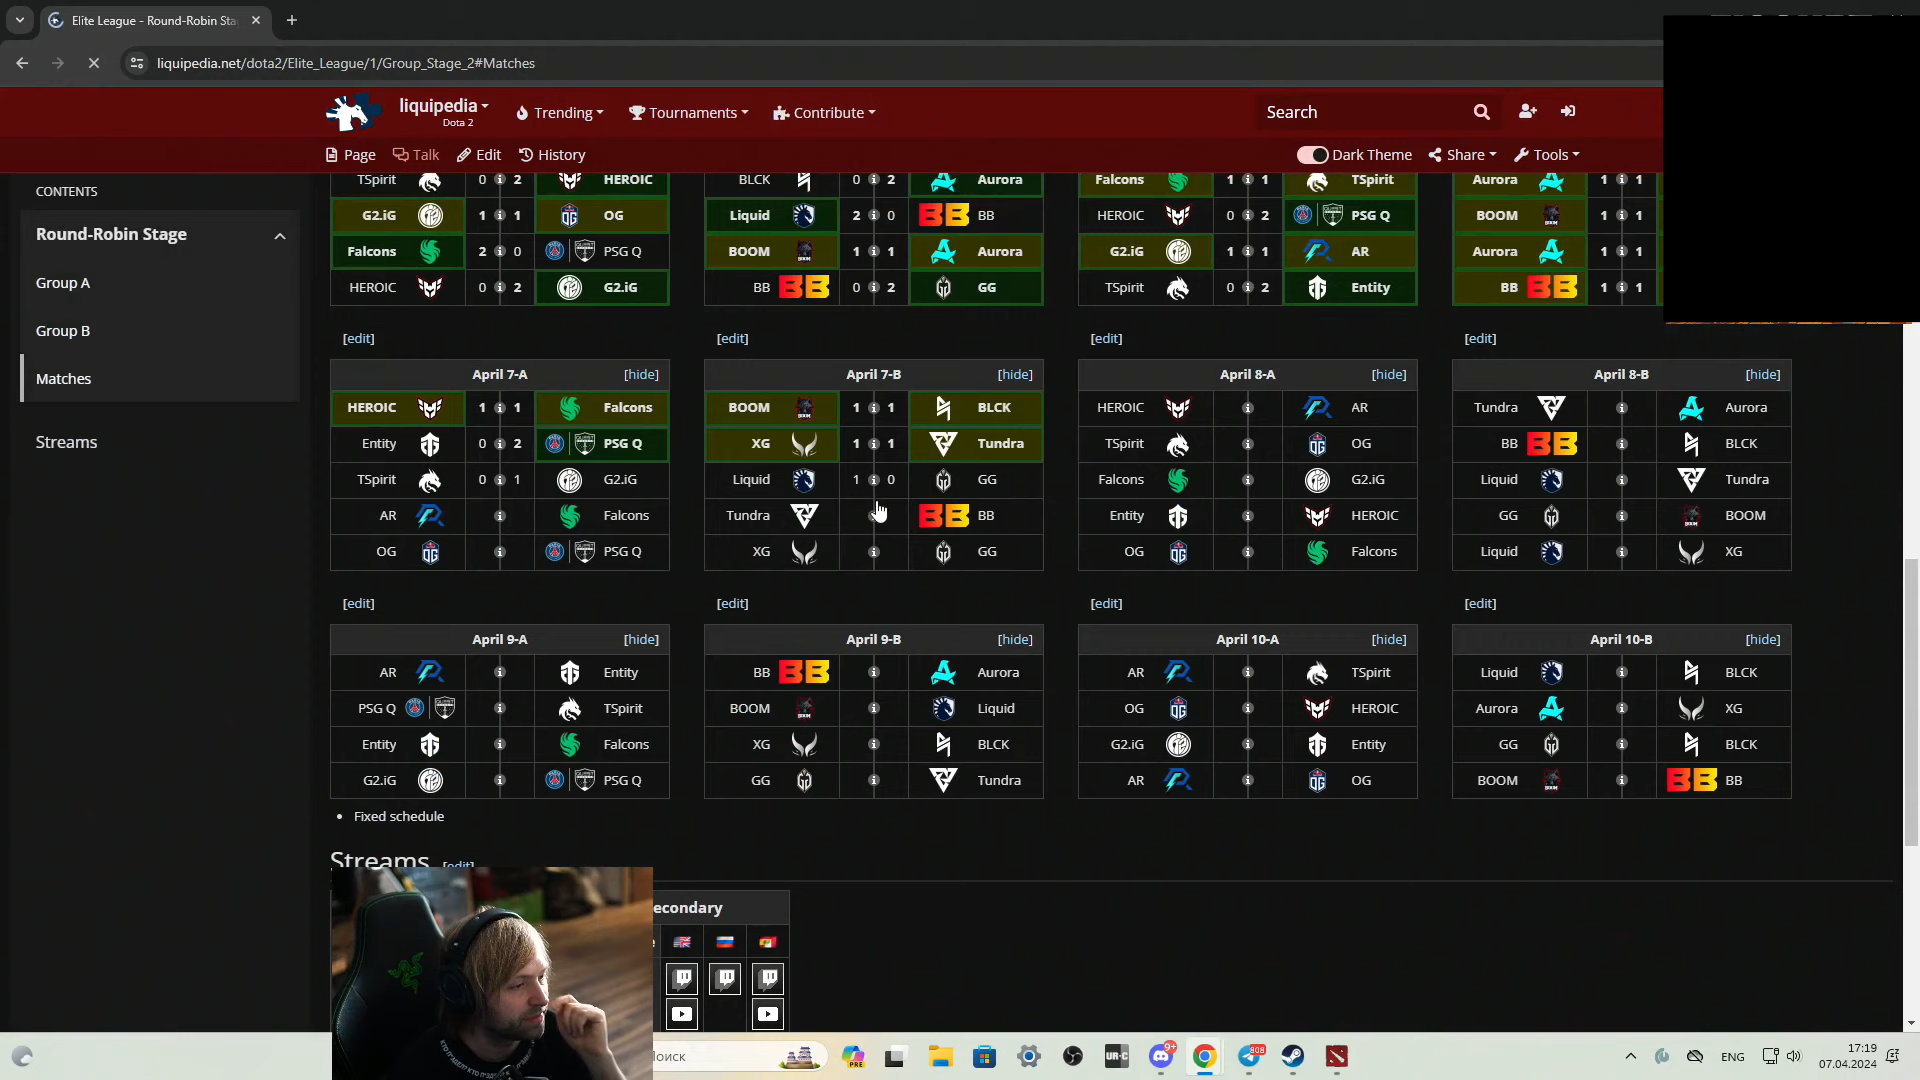 Elite League - Round-Robin Sta
liquipedia.net/dota2/Elite_League/1/Group_Stage_2#Matches
liquipedia
Dota 2
Trending
Tournaments
Contribute
Search
Page
Talk
Edit
History
Dark Theme
Share
Tools
CONTENTS
Round-Robin Stage
Group A
Group B
Matches
Streams
TSpirit 0 2 HEROIC
G2.iG 1 1 OG
Falcons 2 0 PSG Q
HEROIC 0 2 G2.iG
BLCK 0 2 Aurora
Liquid 2 0 BB
BOOM 1 1 Aurora
BB 0 2 GG
Falcons 1 1 TSpirit
HEROIC 0 2 PSG Q
G2.iG 1 1 AR
TSpirit 0 2 Entity
Aurora 1 1
BOOM 1 1
Aurora 1 1
BB 1 1
[edit]
April 7-A [hide]
HEROIC 1 1 Falcons
Entity 0 2 PSG Q
TSpirit 0 1 G2.iG
AR Falcons
OG PSG Q
[edit]
April 7-B [hide]
BOOM 1 1 BLCK
XG 1 1 Tundra
Liquid 1 0 GG
Tundra BB
XG GG
[edit]
April 8-A [hide]
HEROIC AR
TSpirit OG
Falcons G2.iG
Entity HEROIC
OG Falcons
[edit]
April 8-B [hide]
Tundra Aurora
BB BLCK
Liquid Tundra
GG BOOM
Liquid XG
[edit]
April 9-A [hide]
AR Entity
PSG Q TSpirit
Entity Falcons
G2.iG PSG Q
[edit]
April 9-B [hide]
BB Aurora
BOOM Liquid
XG BLCK
GG Tundra
[edit]
April 10-A [hide]
AR TSpirit
OG HEROIC
G2.iG Entity
AR OG
[edit]
April 10-B [hide]
Liquid BLCK
Aurora XG
GG BLCK
BOOM BB
Fixed schedule
Streams [edit]
econdary
Поиск
PRE
UR-C
9+
808
ENG
17:19
07.04.2024